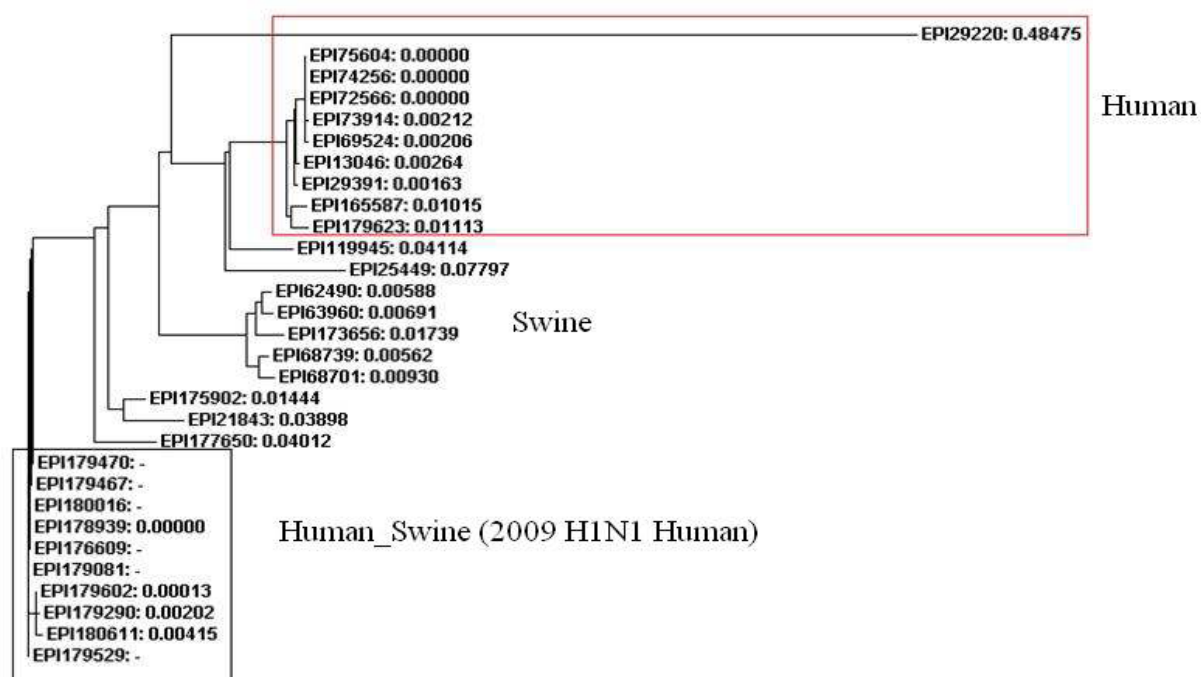 EPI29220: 0.48475
EPI75604: 0.00000
EPI74256: 0.00000
EPI72566: 0.00000
Human
EPI73914: 0.00212
EPI69524: 0.00206
EPI13046: 0.00264
EPI29391: 0.00163
EPI165587: 0.01015
EPI179623: 0.01113
EPI119945: 0.04114
EPI25449: 0.07797
EPI62490: 0.00588
EPI63960: 0.00691
Swine
EPI173656: 0.01739
EPI68739: 0.00562
EPI68701: 0.00930
EPI175902: 0.01444
EPI21843: 0.03898
EPI177650: 0.04012
EPI179470: -
EPI179467: -
EPI180016: -
EPI178939: 0.00000
Human_Swine (2009 H1N1 Human)
EPI176609: -
EPI179081: -
EPI179602: 0.00013
EPI179290: 0.00202
EPI180611: 0.00415
EPI179529: -